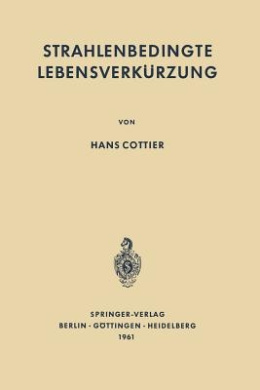 STRAHLENBEDINGTE
LEBENSVERKÜRZUNG
VON
HANS COTTIER
SPRINGER-VERLAG
BERLIN · GÖTTINGEN · HEIDELBERG
1961